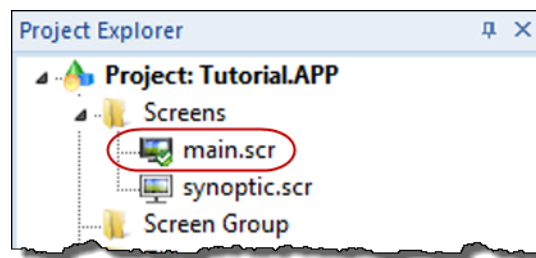 Project Explorer
Project: Tutorial.APP
Screens
main.scr
synoptic.scr
Screen Group